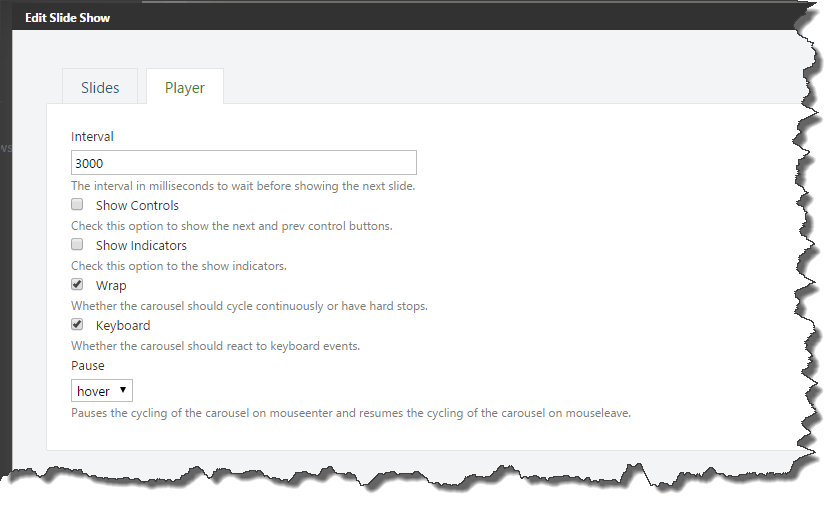 Edit Slide Show
Slides Player
Interval
3000
The interval in milliseconds to wait before showing the next slide.
Show Controls
Check this option to show the next and prev control buttons.
Show Indicators
Check this option to the show indicators.
Wrap
Whether the carousel should cycle continuously or have hard stops.
Keyboard
Whether the carousel should react to keyboard events.
Pause
hover
Pauses the cycling of the carousel on mouseenter and resumes the cycling of the carousel on mouseleave.